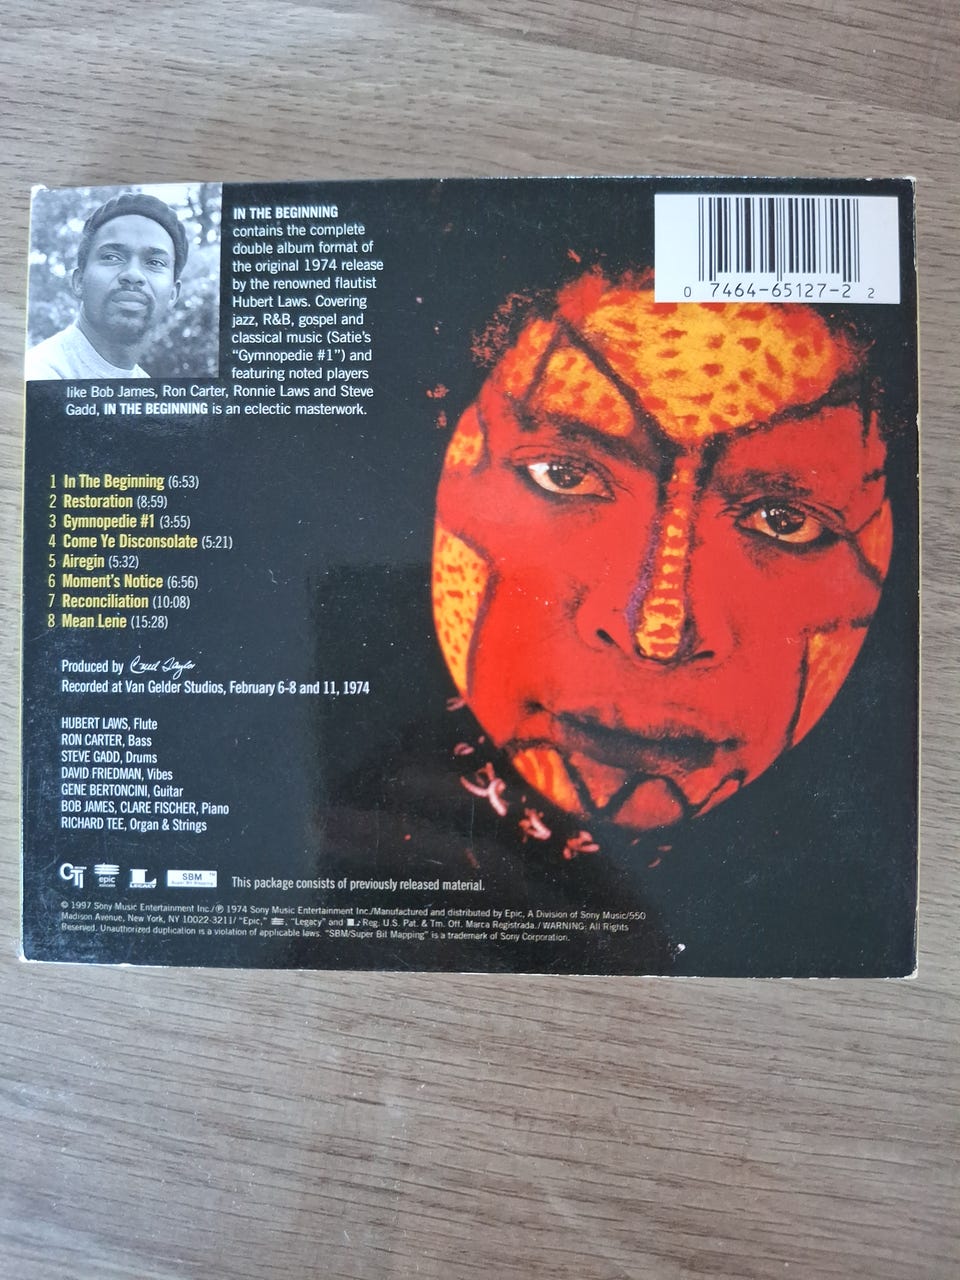 IN THE BEGINNING
contains the complete
double album format of
the original 1974 release
by the renowned flautist
Hubert Laws. Covering
jazz, R&B, gospel and
classical music (Satie's
"Gymnopedie #1") and
featuring noted players
like Bob James, Ron Carter, Ronnie Laws and Steve
Gadd, IN THE BEGINNING is an eclectic masterwork.
0 7464-65127-2 2
1 In The Beginning (6:53)
2 Restoration (8:59)
3 Gymnopedie #1 (3:55)
4 Come Ye Disconsolate (5:21)
5 Airegin (5:32)
6 Moment's Notice (6:56)
7 Reconciliation (10:08)
8 Mean Lene (15:28)
Produced by Creed Taylor
Recorded at Van Gelder Studios, February 6-8 and 11, 1974
HUBERT LAWS, Flute
RON CARTER, Bass
STEVE GADD, Drums
DAVID FRIEDMAN, Vibes
GENE BERTONCINI, Guitar
BOB JAMES, CLARE FISCHER, Piano
RICHARD TEE, Organ & Strings
CTI epic LEGACY SBM™ Super Bit Mapping This package consists of previously released material.
© 1997 Sony Music Entertainment Inc./℗ 1974 Sony Music Entertainment Inc./Manufactured and distributed by Epic, A Division of Sony Music/550
Madison Avenue, New York, NY 10022-3211/ "Epic," , "Legacy" and Reg. U.S. Pat. & Tm. Off. Marca Registrada./ WARNING: All Rights
Reserved. Unauthorized duplication is a violation of applicable laws. "SBM/Super Bit Mapping" is a trademark of Sony Corporation.